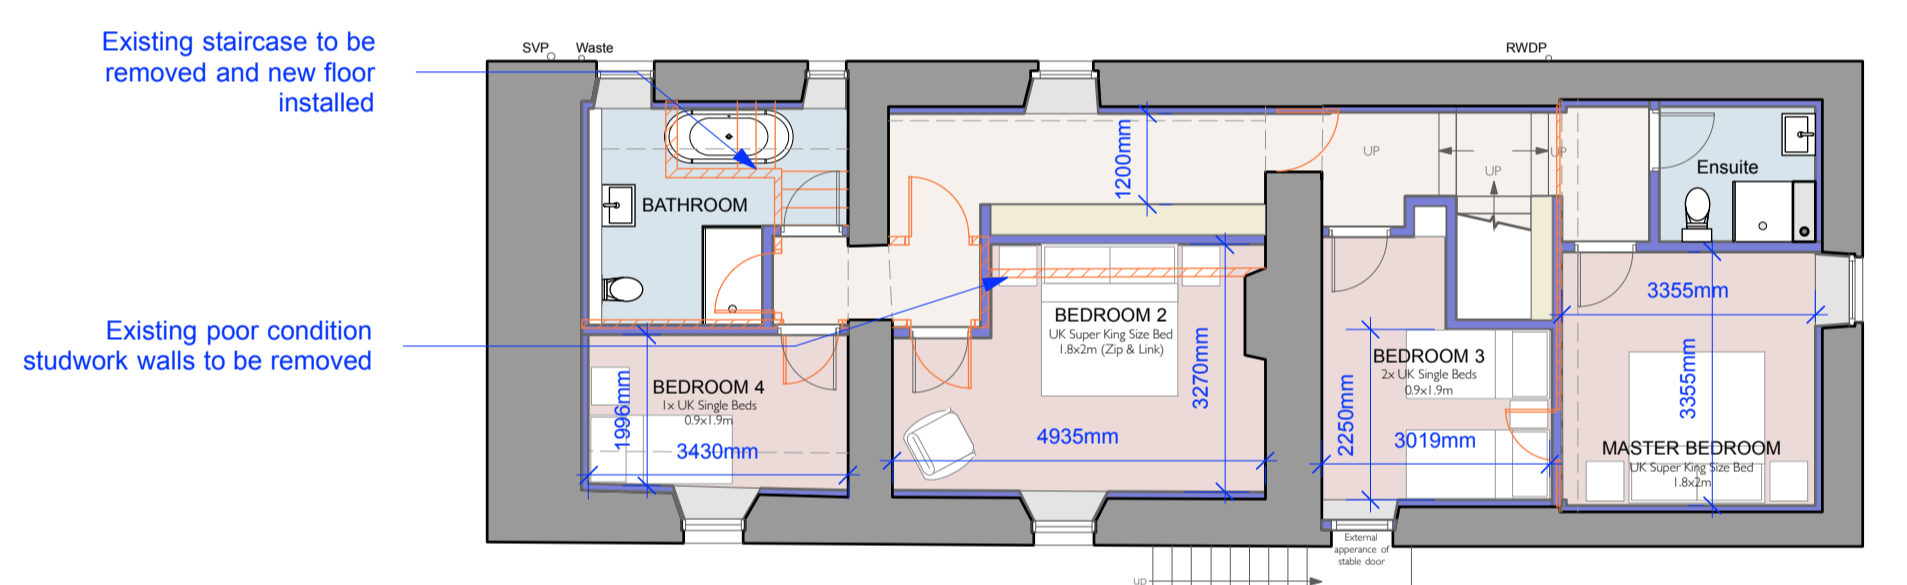 Existing staircase to be
removed and new floor
installed
SVP
Waste
RWDP
1200mm
UP
UP
UP
Ensuite
BATHROOM
Existing poor condition
studwork walls to be removed
BEDROOM 4
1x UK Single Beds
0.9x1.9m
1996mm
3430mm
BEDROOM 2
UK Super King Size Bed
1.8x2m (Zip & Link)
3270mm
4935mm
BEDROOM 3
2x UK Single Beds
0.9x1.9m
2250mm
3019mm
3355mm
3355mm
MASTER BEDROOM
UK Super King Size Bed
1.8x2m
External
apperance of
stable door
UP